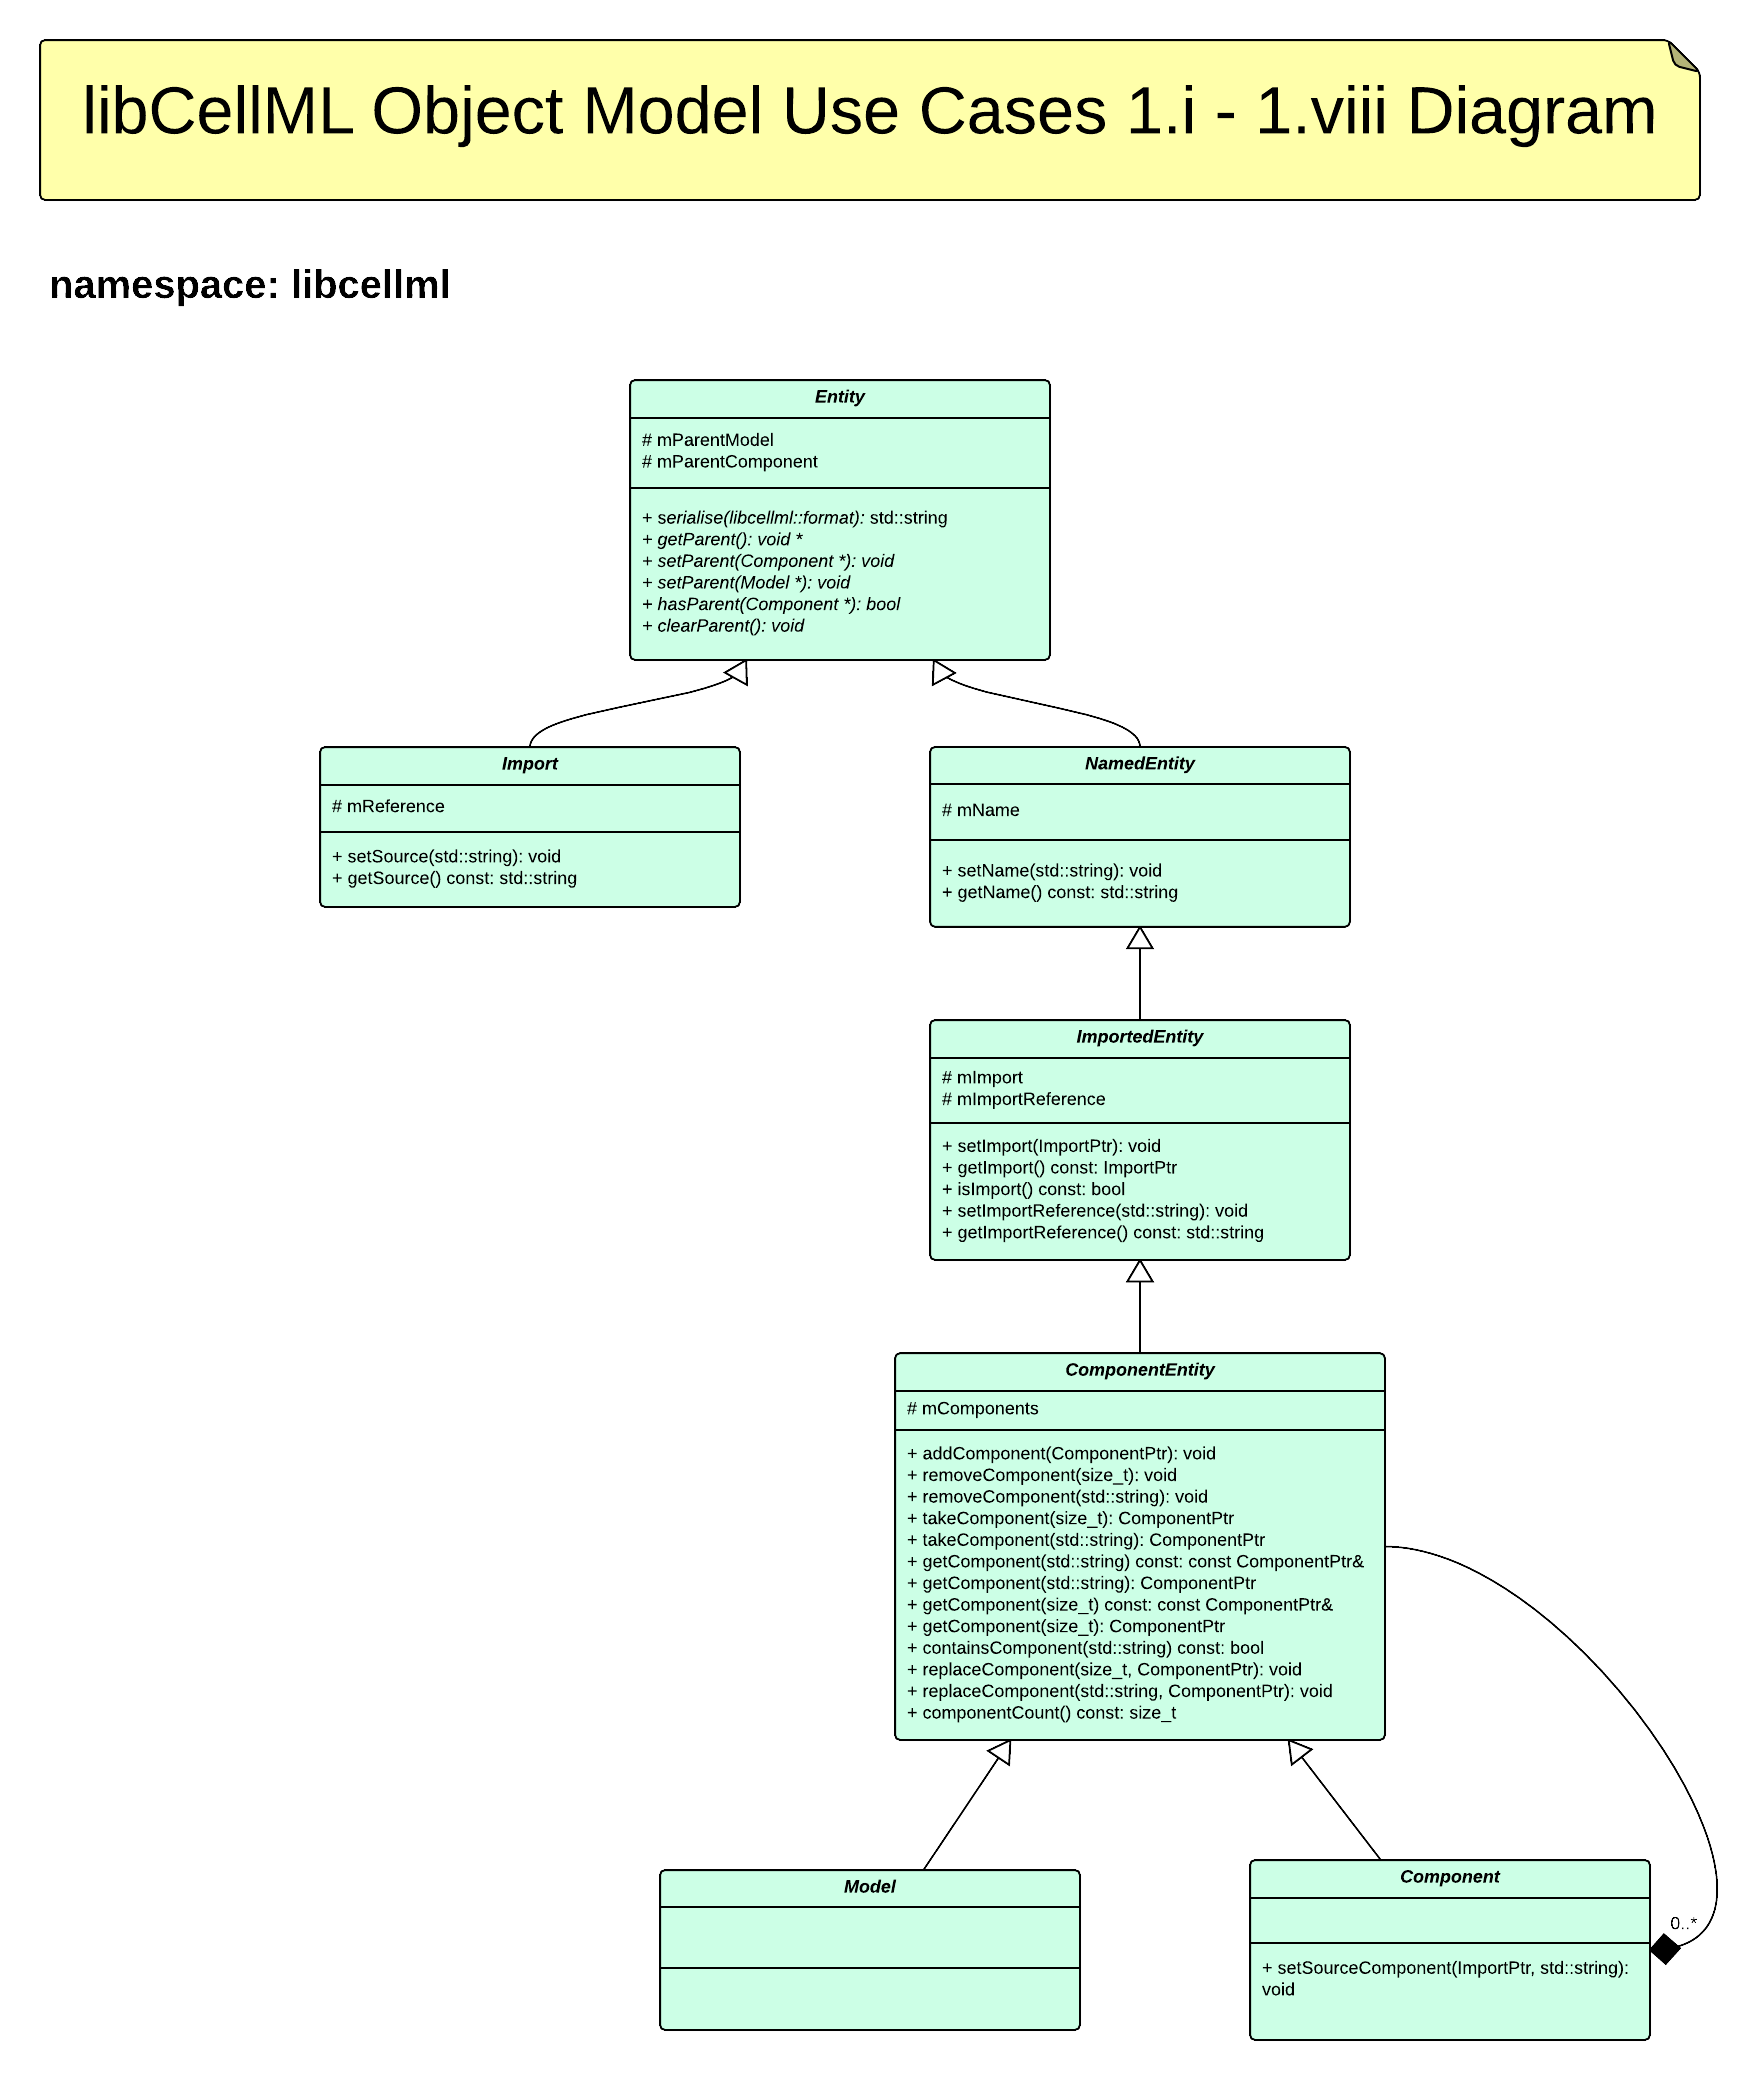 libCellML Object Model Use Cases 1.i - 1.viii Diagram
namespace: libcellml
Entity
# mParentModel
# mParentComponent
+ serialise(libcellml::format): std::string
+ getParent(): void *
+ setParent(Component *): void
+ setParent(Model *): void
+ hasParent(Component *): bool
+ clearParent(): void
Import
# mReference
+ setSource(std::string): void
+ getSource() const: std::string
NamedEntity
# mName
+ setName(std::string): void
+ getName() const: std::string
ImportedEntity
# mImport
# mImportReference
+ setImport(ImportPtr): void
+ getImport() const: ImportPtr
+ isImport() const: bool
+ setImportReference(std::string): void
+ getImportReference() const: std::string
ComponentEntity
# mComponents
+ addComponent(ComponentPtr): void
+ removeComponent(size_t): void
+ removeComponent(std::string): void
+ takeComponent(size_t): ComponentPtr
+ takeComponent(std::string): ComponentPtr
+ getComponent(std::string) const: const ComponentPtr&
+ getComponent(std::string): ComponentPtr
+ getComponent(size_t) const: const ComponentPtr&
+ getComponent(size_t): ComponentPtr
+ containsComponent(std::string) const: bool
+ replaceComponent(size_t, ComponentPtr): void
+ replaceComponent(std::string, ComponentPtr): void
+ componentCount() const: size_t
Model
Component
0..*
+ setSourceComponent(ImportPtr, std::string):
void